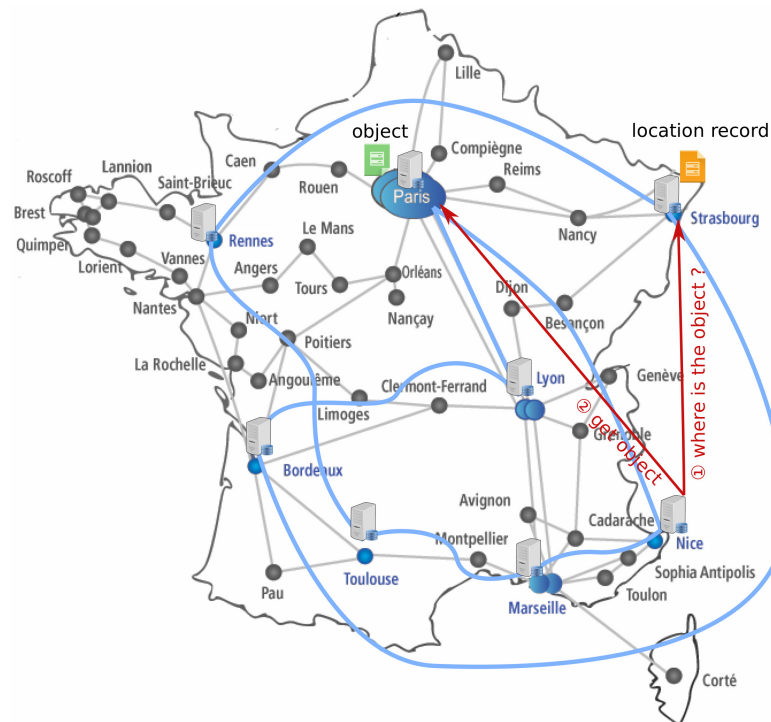 Lille
object
location record
Compiègne
Caen
Reims
Lannion
Roscoff
Saint-Brieuc
Rouen
Paris
Brest
Strasbourg
Rennes
Le Mans
Nancy
Quimper
Vannes
Lorient
Angers
Orléans
Tours
Dijon
Nantes
Niort
Nançay
Besançon
Poitiers
La Rochelle
Angoulême
Clermont-Ferrand
Lyon
Genève
Limoges
① where is the object ?
② get object
Grenoble
Bordeaux
Avignon
Cadarache
Montpellier
Nice
Toulouse
Sophia Antipolis
Pau
Marseille
Toulon
Corté